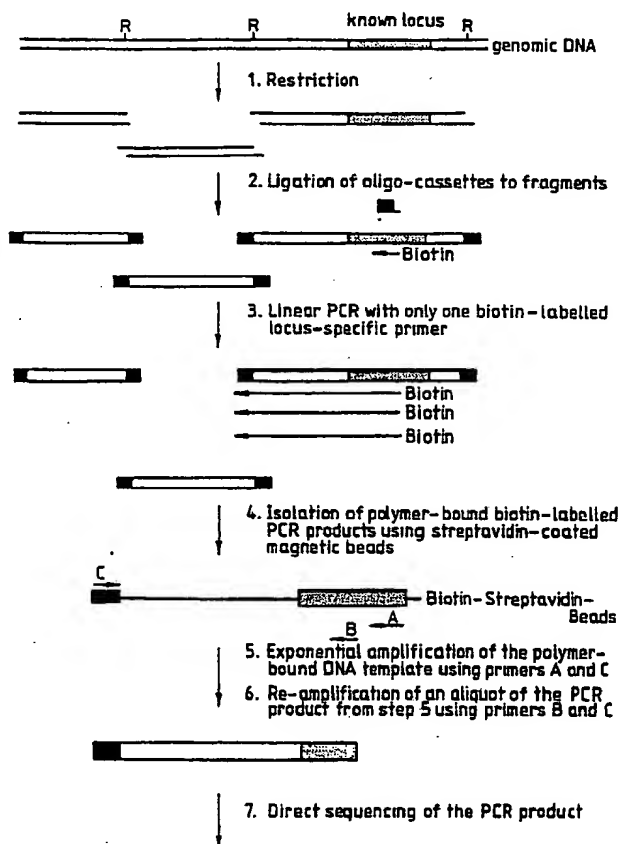 known locus
R R R
genomic DNA
1. Restriction
2. Ligation of oligo-cassettes to fragments
Biotin
3. Linear PCR with only one biotin-labelled
locus-specific primer
Biotin
Biotin
Biotin
4. Isolation of polymer-bound biotin-labelled
PCR products using streptavidin-coated
magnetic beads
C
Biotin-Streptavidin-
Beads
A
B
5. Exponential amplification of the polymer-
bound DNA template using primers A and C
6. Re-amplification of an aliquot of the PCR
product from step 5 using primers B and C
7. Direct sequencing of the PCR product